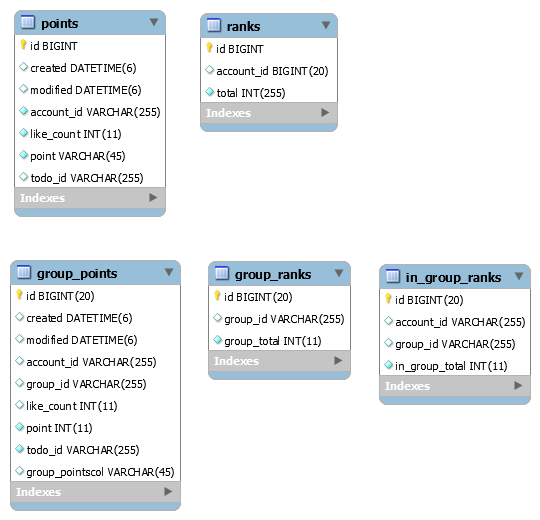 points
id BIGINT
created DATETIME(6)
modified DATETIME(6)
account_id VARCHAR(255)
like_count INT(11)
point VARCHAR(45)
todo_id VARCHAR(255)
Indexes
ranks
id BIGINT
account_id BIGINT(20)
total INT(255)
Indexes
group_points
id BIGINT(20)
created DATETIME(6)
modified DATETIME(6)
account_id VARCHAR(255)
group_id VARCHAR(255)
like_count INT(11)
point INT(11)
todo_id VARCHAR(255)
group_pointscol VARCHAR(45)
Indexes
group_ranks
id BIGINT(20)
group_id VARCHAR(255)
group_total INT(11)
Indexes
in_group_ranks
id BIGINT(20)
account_id VARCHAR(255)
group_id VARCHAR(255)
in_group_total INT(11)
Indexes